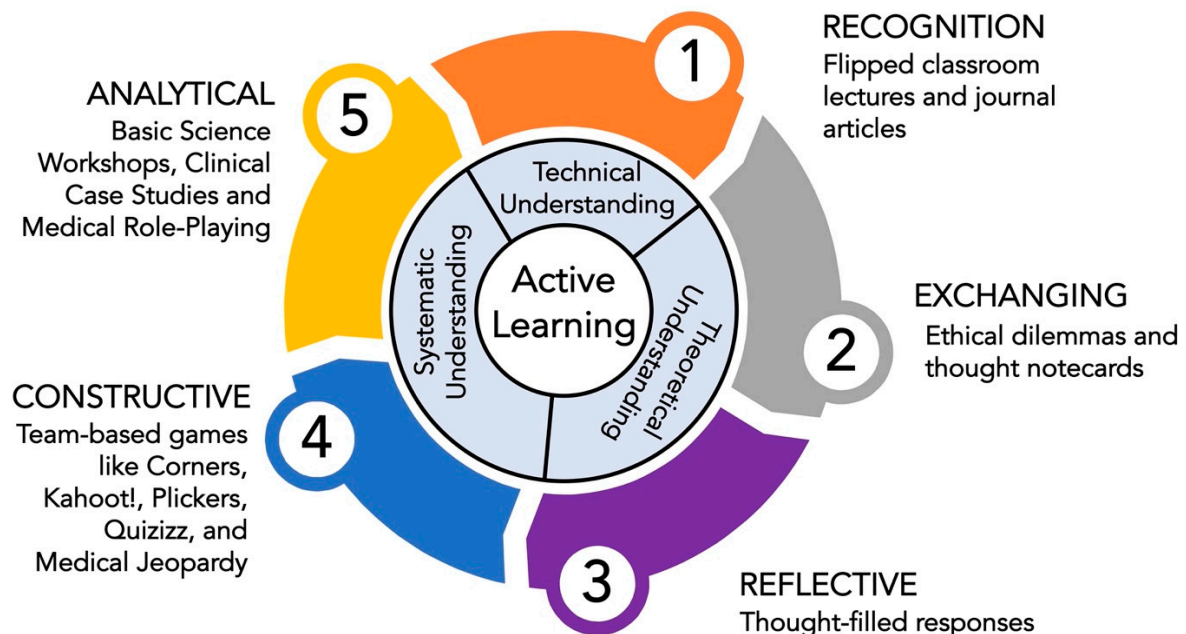 1
RECOGNITION
Flipped classroom
lectures and journal
articles
2
EXCHANGING
Ethical dilemmas and
thought notecards
3
REFLECTIVE
Thought-filled responses
4
CONSTRUCTIVE
Team-based games
like Corners,
Kahoot!, Plickers,
Quizizz, and
Medical Jeopardy
5
ANALYTICAL
Basic Science
Workshops, Clinical
Case Studies and
Medical Role-Playing
Technical
Understanding
Theoretical
Understanding
Systematic
Understanding
Active
Learning